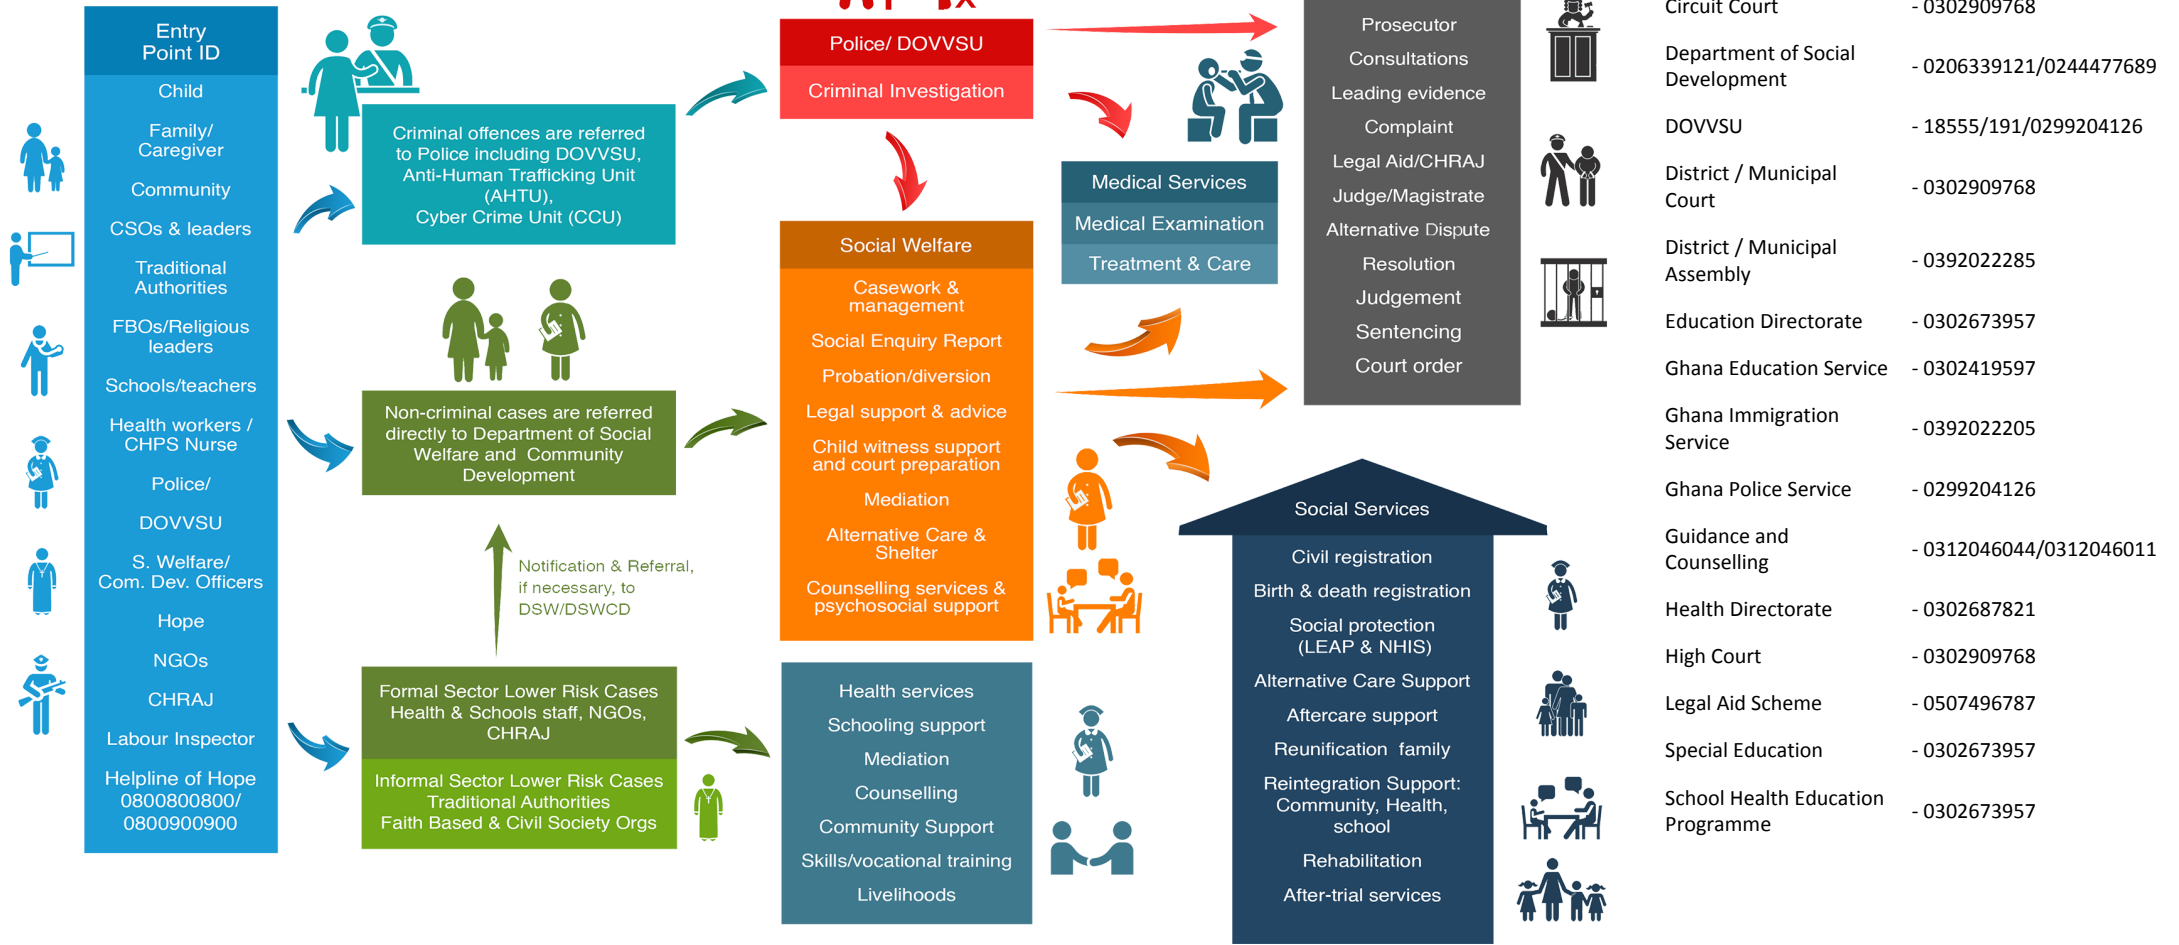 Entry
Point ID
Child
Family/
Caregiver
Community
CSOs & leaders
Traditional
Authorities
FBOs/Religious
leaders
Schools/teachers
Health workers /
CHPS Nurse
Police/
DOVVSU
S. Welfare/
Com. Dev. Officers
Hope
NGOs
CHRAJ
Labour Inspector
Helpline of Hope
0800800800/
0800900900
Criminal offences are referred
to Police including DOVVSU,
Anti-Human Trafficking Unit
(AHTU),
Cyber Crime Unit (CCU)
Non-criminal cases are referred
directly to Department of Social
Welfare and Community
Development
Notification & Referral,
if necessary, to
DSW/DSWCD
Formal Sector Lower Risk Cases
Health & Schools staff, NGOs,
CHRAJ
Informal Sector Lower Risk Cases
Traditional Authorities
Faith Based & Civil Society Orgs
Police/ DOVVSU
Criminal Investigation
Social Welfare
Casework &
management
Social Enquiry Report
Probation/diversion
Legal support & advice
Child witness support
and court preparation
Mediation
Alternative Care &
Shelter
Counselling services &
psychosocial support
Health services
Schooling support
Mediation
Counselling
Community Support
Skills/vocational training
Livelihoods
Medical Services
Medical Examination
Treatment & Care
Prosecutor
Consultations
Leading evidence
Complaint
Legal Aid/CHRAJ
Judge/Magistrate
Alternative Dispute
Resolution
Judgement
Sentencing
Court order
Social Services
Civil registration
Birth & death registration
Social protection
(LEAP & NHIS)
Alternative Care Support
Aftercare support
Reunification family
Reintegration Support:
Community, Health,
school
Rehabilitation
After-trial services
Circuit Court - 0302909768
Department of Social
Development - 0206339121/0244477689
DOVVSU - 18555/191/0299204126
District / Municipal
Court - 0302909768
District / Municipal
Assembly - 0392022285
Education Directorate - 0302673957
Ghana Education Service - 0302419597
Ghana Immigration
Service - 0392022205
Ghana Police Service - 0299204126
Guidance and
Counselling - 0312046044/0312046011
Health Directorate - 0302687821
High Court - 0302909768
Legal Aid Scheme - 0507496787
Special Education - 0302673957
School Health Education
Programme - 0302673957